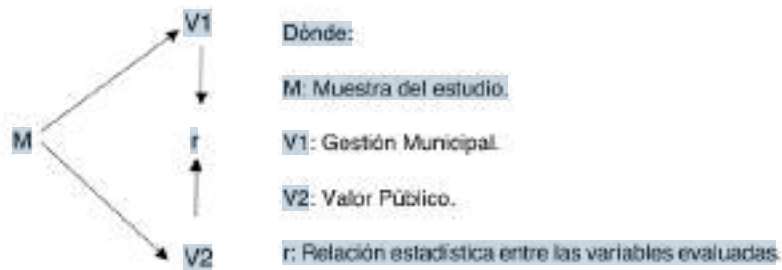 V1
Dónde:
M: Muestra del estudio.
M
r
V1: Gestión Municipal.
V2: Valor Público.
V2
r: Relación estadística entre las variables evaluadas.